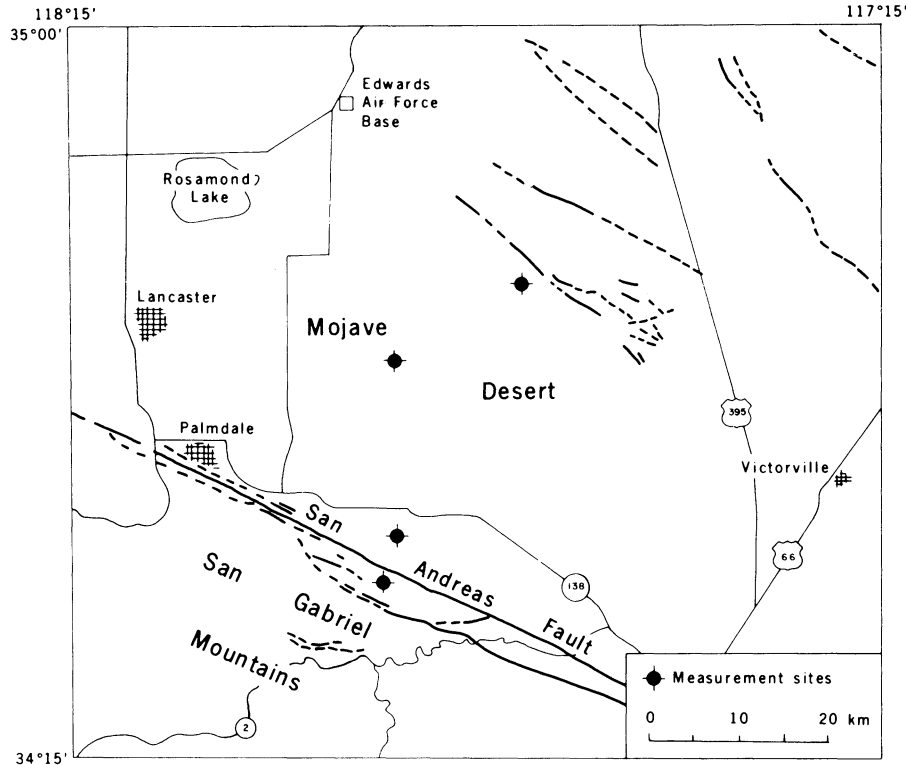 118°15'
117°15'
35°00'
Edwards
Air Force
Base
Rosamond
Lake
Lancaster
Mojave
Desert
395
Palmdale
Victorville
San
Andreas
Fault
66
138
San
Gabriel
Mountains
2
Measurement sites
0 10 20 km
34°15'